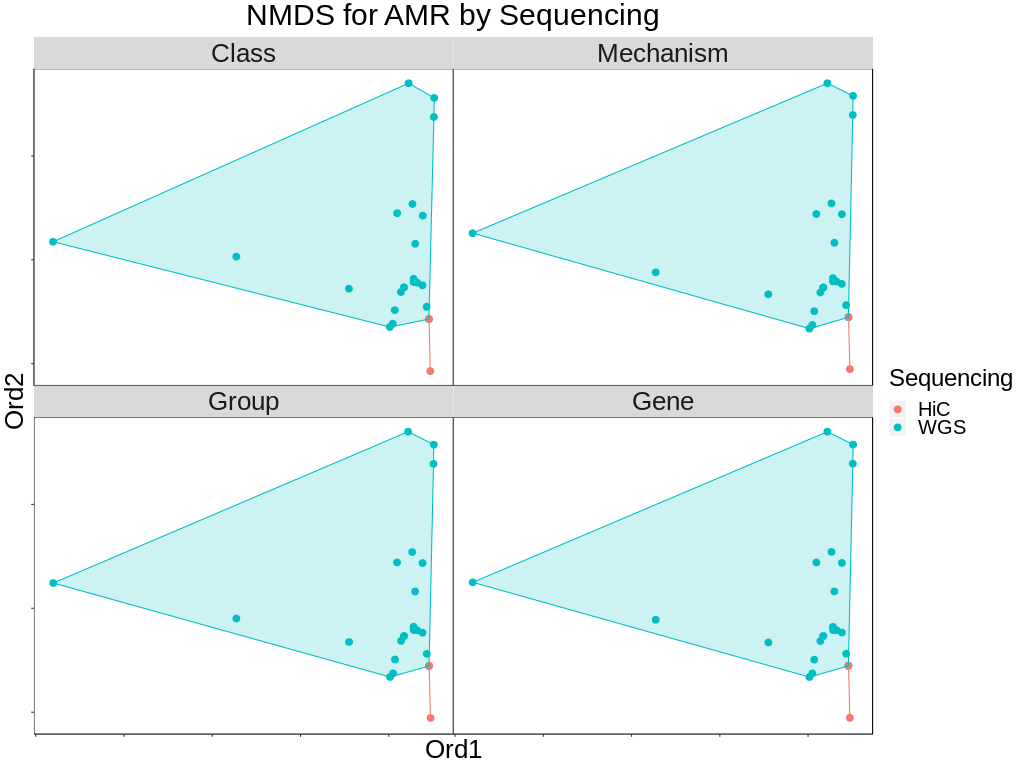 NMDS for AMR by Sequencing
Class
Mechanism
Group
Gene
Ord2
Ord1
Sequencing
HiC
WGS